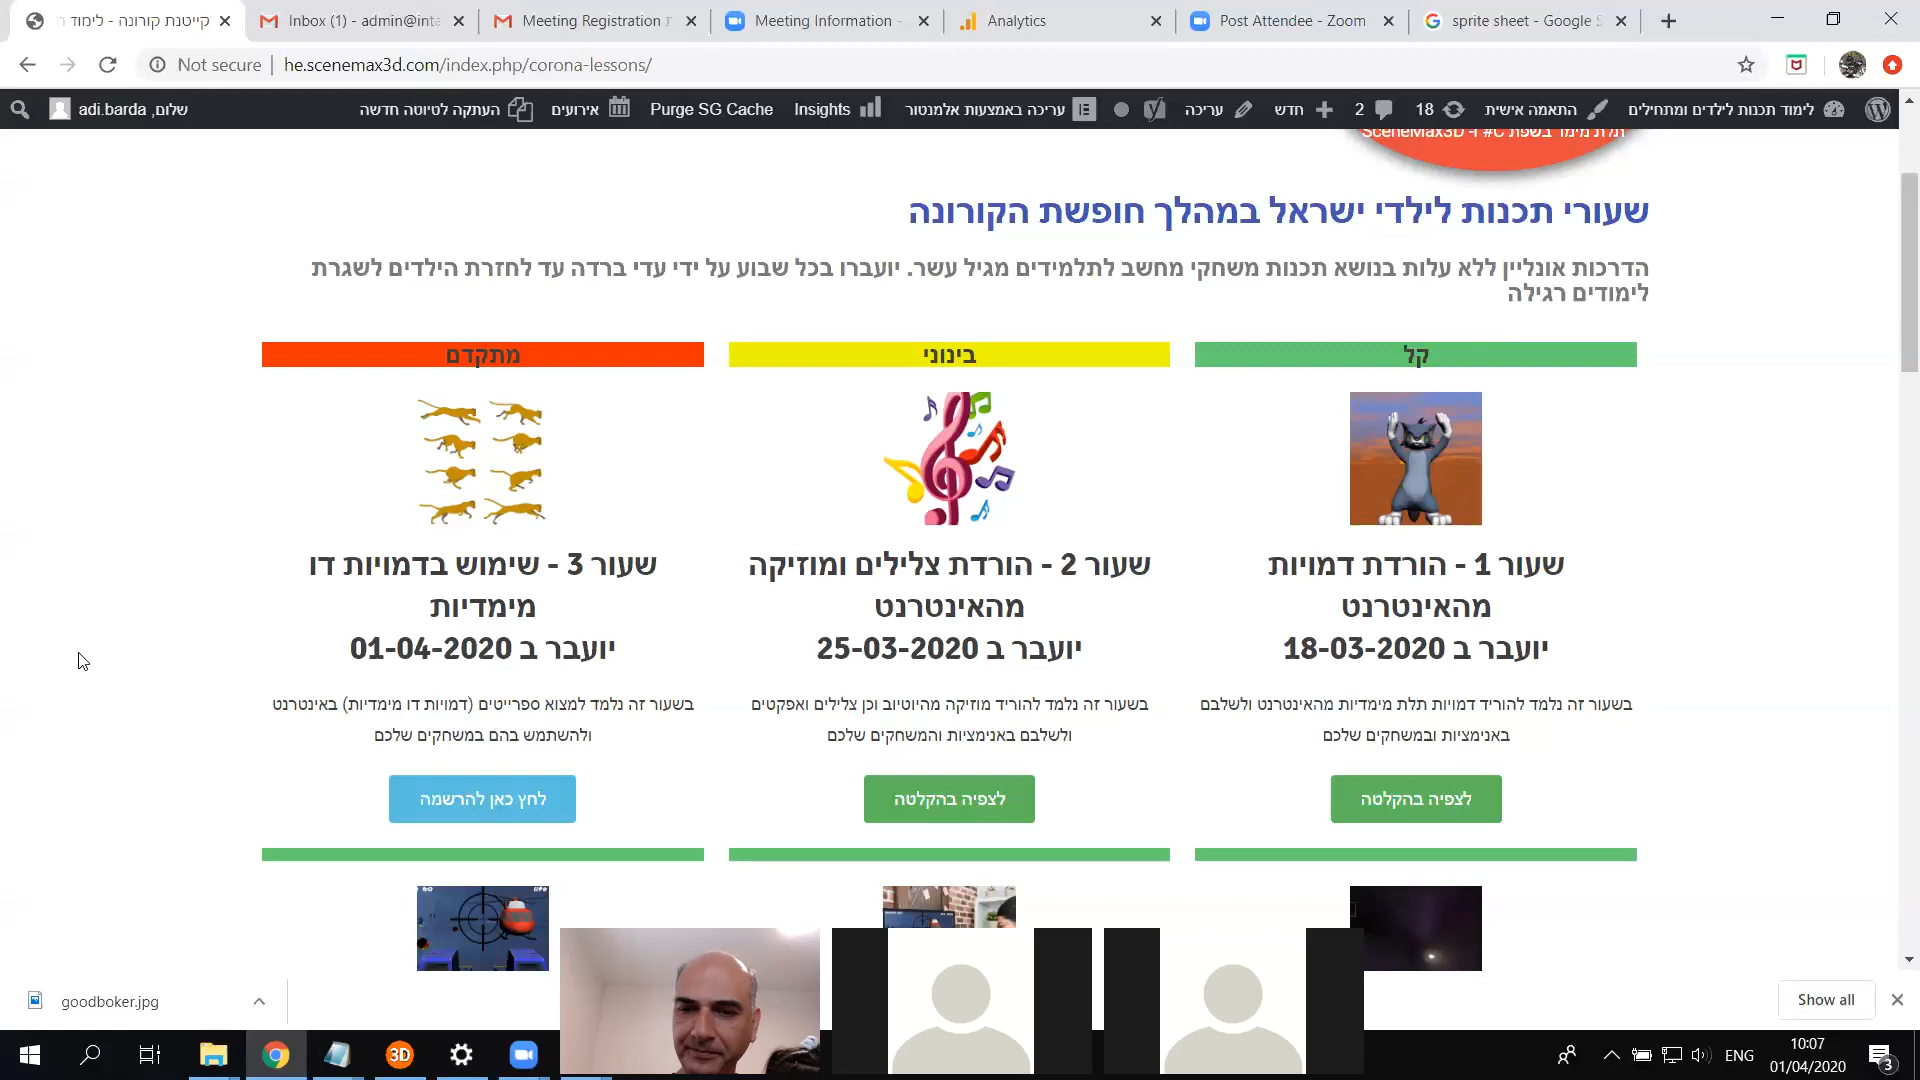 קייטנת קורונה - לימוד
Inbox (1) - admin@inta
Meeting Registration
Meeting Information -
Analytics
Post Attendee - Zoom
sprite sheet - Google S
Not secure
he.scenemax3d.com/index.php/corona-lessons/
לימוד תכנות לילדים ומתחילים
התאמה אישית
18
2
חדש
עריכה
עריכה באמצעות אלמנטור
Insights
Purge SG Cache
אירועים
העתקה לטיוטה חדשה
שלום, adi.barda
תלת מימד בשפת C# ו- SceneMax3D
שעורי תכנות לילדי ישראל במהלך חופשת הקורונה
הדרכות אונליין ללא עלות בנושא תכנות משחקי מחשב לתלמידים מגיל עשר. יועברו בכל שבוע על ידי עדי ברדה עד לחזרת הילדים לשגרת
לימודים רגילה
קל
שעור 1 - הורדת דמויות
מהאינטרנט
יועבר ב 18-03-2020
בשעור זה נלמד להוריד דמויות תלת מימדיות מהאינטרנט ולשלבם
באנימציות ובמשחקים שלכם
לצפיה בהקלטה
בינוני
שעור 2 - הורדת צלילים ומוזיקה
מהאינטרנט
יועבר ב 25-03-2020
בשעור זה נלמד להוריד מוזיקה מהיוטיוב וכן צלילים ואפקטים
ולשלבם באנימציות והמשחקים שלכם
לצפיה בהקלטה
מתקדם
שעור 3 - שימוש בדמויות דו
מימדיות
יועבר ב 01-04-2020
בשעור זה נלמד למצוא ספרייטים (דמויות דו מימדיות) באינטרנט
ולהשתמש בהם במשחקים שלכם
לחץ כאן להרשמה
goodboker.jpg
Show all
3D
ENG
10:07
01/04/2020
3